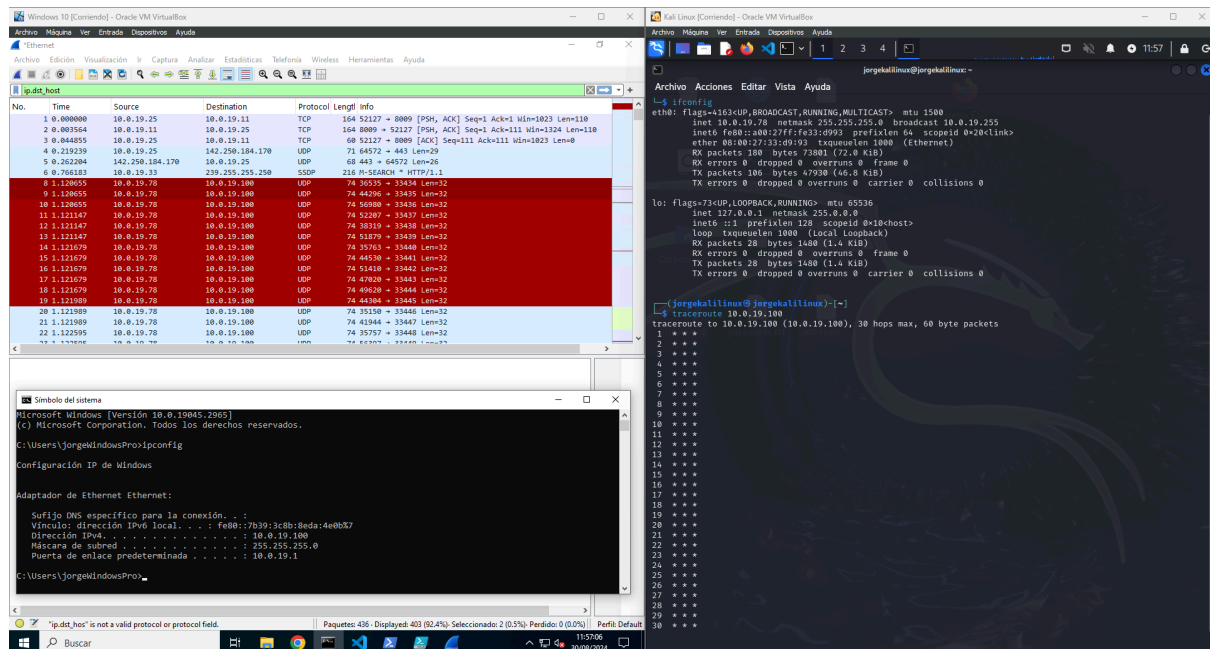 Windows 10 [Corriendo] - Oracle VM VirtualBox
Archivo Máquina Ver Entrada Dispositivos Ayuda
*Ethernet
Archivo Edición Visualización Ir Captura Analizar Estadísticas Telefonía Wireless Herramientas Ayuda
ip.dst_host
No. Time Source Destination Protocol Lengtl Info
1 0.000000 10.0.19.25 10.0.19.11 TCP 164 52127 → 8009 [PSH, ACK] Seq=1 Ack=1 Win=1023 Len=110
2 0.003564 10.0.19.11 10.0.19.25 TCP 164 8009 → 52127 [PSH, ACK] Seq=1 Ack=111 Win=1324 Len=110
3 0.044855 10.0.19.25 10.0.19.11 TCP 60 52127 → 8009 [ACK] Seq=111 Ack=111 Win=1023 Len=0
4 0.219239 10.0.19.25 142.250.184.170 UDP 71 64572 → 443 Len=29
5 0.262204 142.250.184.170 10.0.19.25 UDP 68 443 → 64572 Len=26
6 0.766183 10.0.19.33 239.255.255.250 SSDP 216 M-SEARCH * HTTP/1.1
8 1.120655 10.0.19.78 10.0.19.100 UDP 74 36535 → 33434 Len=32
9 1.120655 10.0.19.78 10.0.19.100 UDP 74 44296 → 33435 Len=32
10 1.120655 10.0.19.78 10.0.19.100 UDP 74 56980 → 33436 Len=32
11 1.121147 10.0.19.78 10.0.19.100 UDP 74 52207 → 33437 Len=32
12 1.121147 10.0.19.78 10.0.19.100 UDP 74 38319 → 33438 Len=32
13 1.121147 10.0.19.78 10.0.19.100 UDP 74 51879 → 33439 Len=32
14 1.121679 10.0.19.78 10.0.19.100 UDP 74 35763 → 33440 Len=32
15 1.121679 10.0.19.78 10.0.19.100 UDP 74 44530 → 33441 Len=32
16 1.121679 10.0.19.78 10.0.19.100 UDP 74 51410 → 33442 Len=32
17 1.121679 10.0.19.78 10.0.19.100 UDP 74 47020 → 33443 Len=32
18 1.121679 10.0.19.78 10.0.19.100 UDP 74 49620 → 33444 Len=32
19 1.121989 10.0.19.78 10.0.19.100 UDP 74 44304 → 33445 Len=32
20 1.121989 10.0.19.78 10.0.19.100 UDP 74 35150 → 33446 Len=32
21 1.121989 10.0.19.78 10.0.19.100 UDP 74 41944 → 33447 Len=32
22 1.122595 10.0.19.78 10.0.19.100 UDP 74 35757 → 33448 Len=32
Símbolo del sistema
Microsoft Windows [Versión 10.0.19045.2965]
(c) Microsoft Corporation. Todos los derechos reservados.
C:\Users\jorgeWindowsPro>ipconfig
Configuración IP de Windows
Adaptador de Ethernet Ethernet:
Sufijo DNS específico para la conexión. . :
Vínculo: dirección IPv6 local. . . : fe80::7b39:3c8b:8eda:4e0b%7
Dirección IPv4. . . . . . . . . . . . . . : 10.0.19.100
Máscara de subred . . . . . . . . . . . . : 255.255.255.0
Puerta de enlace predeterminada . . . . . : 10.0.19.1
C:\Users\jorgeWindowsPro>
"ip.dst_hos" is not a valid protocol or protocol field.
Paquetes: 436 · Displayed: 403 (92.4%)· Seleccionado: 2 (0.5%)· Perdido: 0 (0.0%)
Perfil: Default
Buscar
11:57:06
30/08/2024
Kali Linux [Corriendo] - Oracle VM VirtualBox
Archivo Máquina Ver Entrada Dispositivos Ayuda
1 2 3 4
11:57
jorgekalilinux@jorgekalilinux: ~
Archivo Acciones Editar Vista Ayuda
└─$ ifconfig
eth0: flags=4163<UP,BROADCAST,RUNNING,MULTICAST> mtu 1500
inet 10.0.19.78 netmask 255.255.255.0 broadcast 10.0.19.255
inet6 fe80::a00:27ff:fe33:d993 prefixlen 64 scopeid 0×20<link>
ether 08:00:27:33:d9:93 txqueuelen 1000 (Ethernet)
RX packets 180 bytes 73801 (72.0 KiB)
RX errors 0 dropped 0 overruns 0 frame 0
TX packets 106 bytes 47930 (46.8 KiB)
TX errors 0 dropped 0 overruns 0 carrier 0 collisions 0
lo: flags=73<UP,LOOPBACK,RUNNING> mtu 65536
inet 127.0.0.1 netmask 255.0.0.0
inet6 ::1 prefixlen 128 scopeid 0×10<host>
loop txqueuelen 1000 (Local Loopback)
RX packets 28 bytes 1480 (1.4 KiB)
RX errors 0 dropped 0 overruns 0 frame 0
TX packets 28 bytes 1480 (1.4 KiB)
TX errors 0 dropped 0 overruns 0 carrier 0 collisions 0
┌──(jorgekalilinux㉿jorgekalilinux)-[~]
└─$ traceroute 10.0.19.100
traceroute to 10.0.19.100 (10.0.19.100), 30 hops max, 60 byte packets
1 * * *
2 * * *
3 * * *
4 * * *
5 * * *
6 * * *
7 * * *
8 * * *
9 * * *
10 * * *
11 * * *
12 * * *
13 * * *
14 * * *
15 * * *
16 * * *
17 * * *
18 * * *
19 * * *
20 * * *
21 * * *
22 * * *
23 * * *
24 * * *
25 * * *
26 * * *
27 * * *
28 * * *
29 * * *
30 * * *